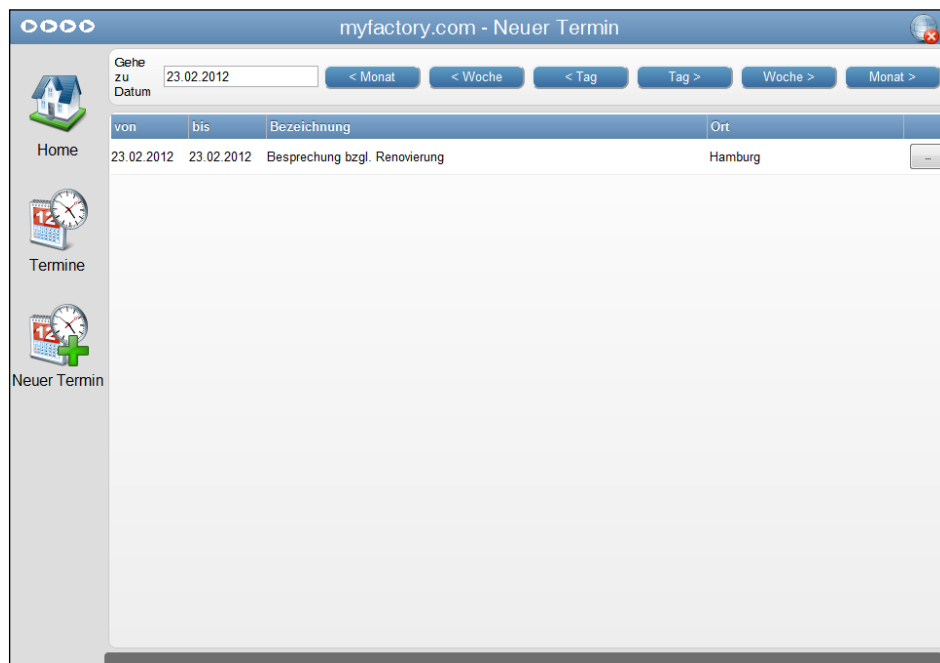 myfactory.com - Neuer Termin
Gehe zu Datum
23.02.2012
< Monat
< Woche
< Tag
Tag >
Woche >
Monat >
Home
Termine
Neuer Termin
von bis Bezeichnung Ort
23.02.2012 23.02.2012 Besprechung bzgl. Renovierung Hamburg ...